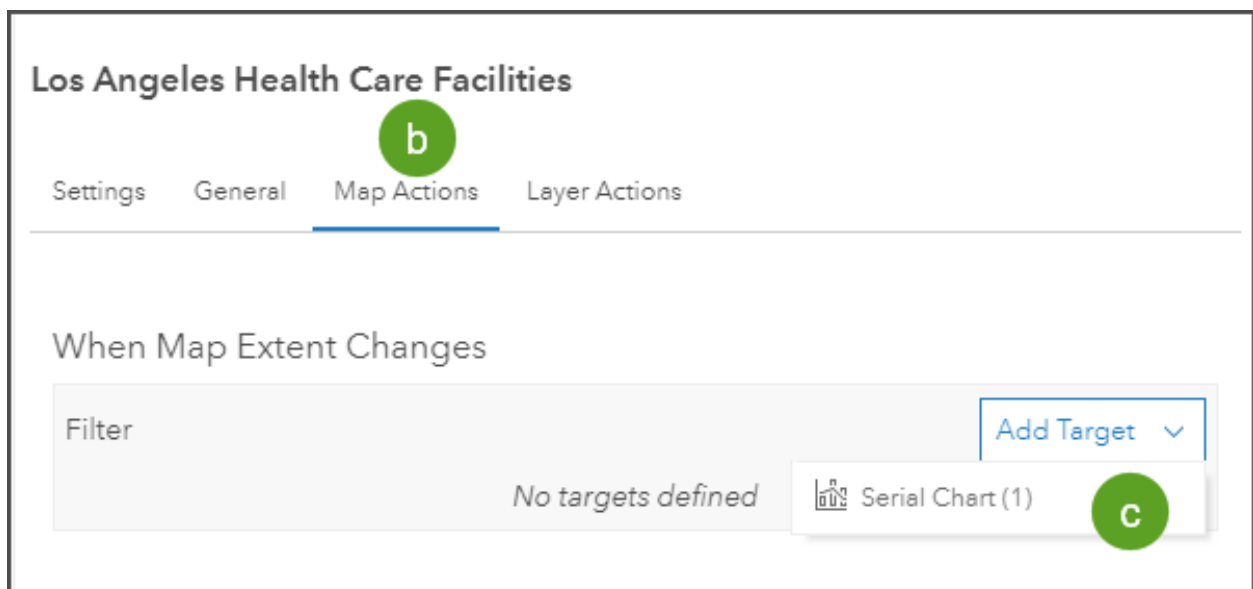 Los Angeles Health Care Facilities
b
Settings General Map Actions Layer Actions
When Map Extent Changes
Filter Add Target
No targets defined Serial Chart (1)
c